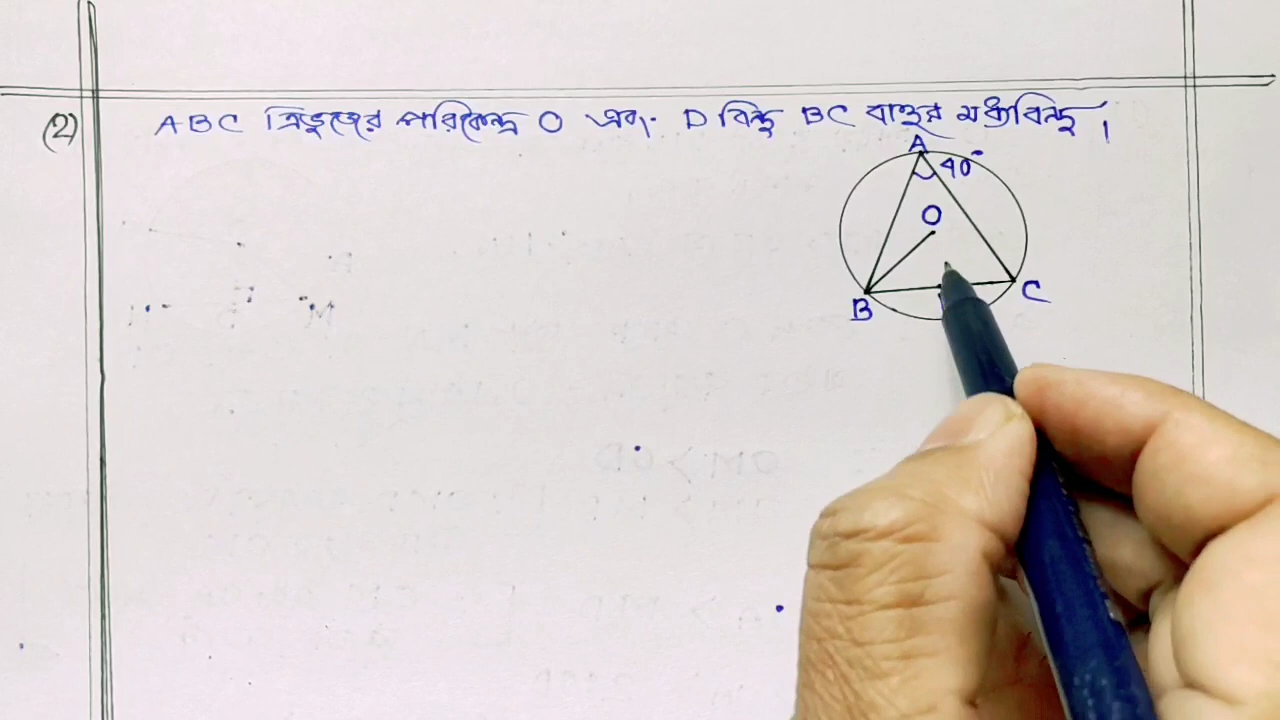 (2) ABC ত্রিভুজের পরিকেন্দ্র O এবং D বিন্দু BC বাহুর মধ্যবিন্দু।
A
40°
O
B
C